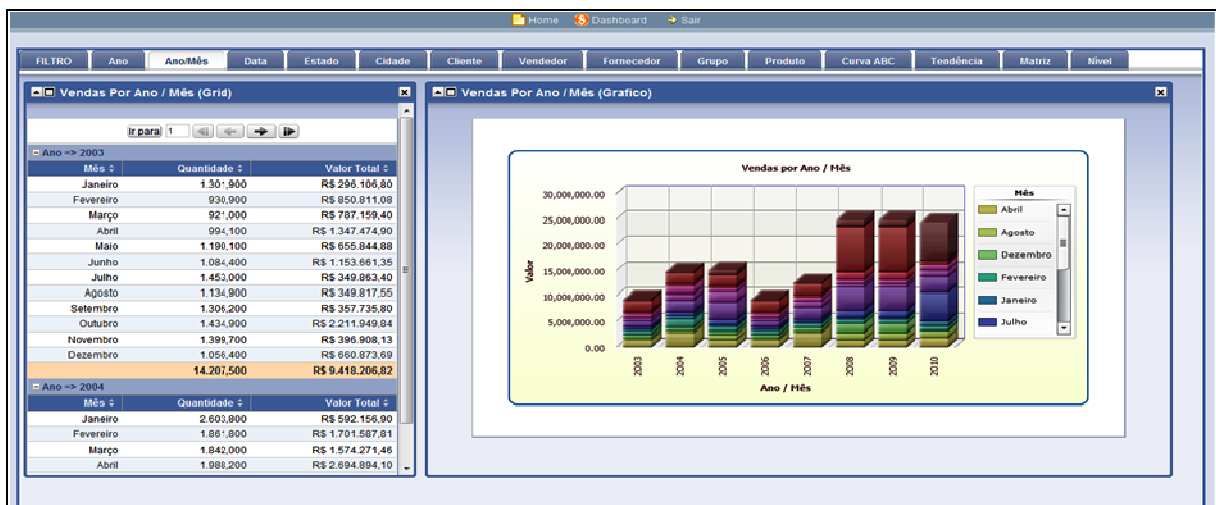 Home Dashboard Sair
FILTRO Ano Ano/Mês Data Estado Cidade Cliente Vendedor Fornecedor Grupo Produto Curva ABC Tendência Matriz Nível
Vendas Por Ano / Mês (Grid)
Ir para 1
Ano => 2003
Mês Quantidade Valor Total
Janeiro 1.301,900 R$ 296.106,80
Fevereiro 930,900 R$ 850.811,08
Março 921,000 R$ 787.159,40
Abril 994,100 R$ 1.347.474,90
Maio 1.190,100 R$ 655.844,88
Junho 1.084,400 R$ 1.153.661,35
Julho 1.453,000 R$ 349.863,40
Agosto 1.134,900 R$ 349.817,55
Setembro 1.306,200 R$ 357.735,80
Outubro 1.434,900 R$ 2.211.949,84
Novembro 1.399,700 R$ 396.908,13
Dezembro 1.056,400 R$ 660.873,69
14.207,500 R$ 9.418.206,82
Ano => 2004
Mês Quantidade Valor Total
Janeiro 2.603,800 R$ 592.156,90
Fevereiro 1.861,800 R$ 1.701.587,81
Março 1.842,000 R$ 1.574.271,46
Abril 1.988,200 R$ 2.694.894,10
Vendas Por Ano / Mês (Grafico)
Vendas por Ano / Mês
Valor
30,000,000.00
25,000,000.00
20,000,000.00
15,000,000.00
10,000,000.00
5,000,000.00
0.00
2003 2004 2005 2006 2007 2008 2009 2010
Ano / Mês
Mês
Abril
Agosto
Dezembro
Fevereiro
Janeiro
Julho